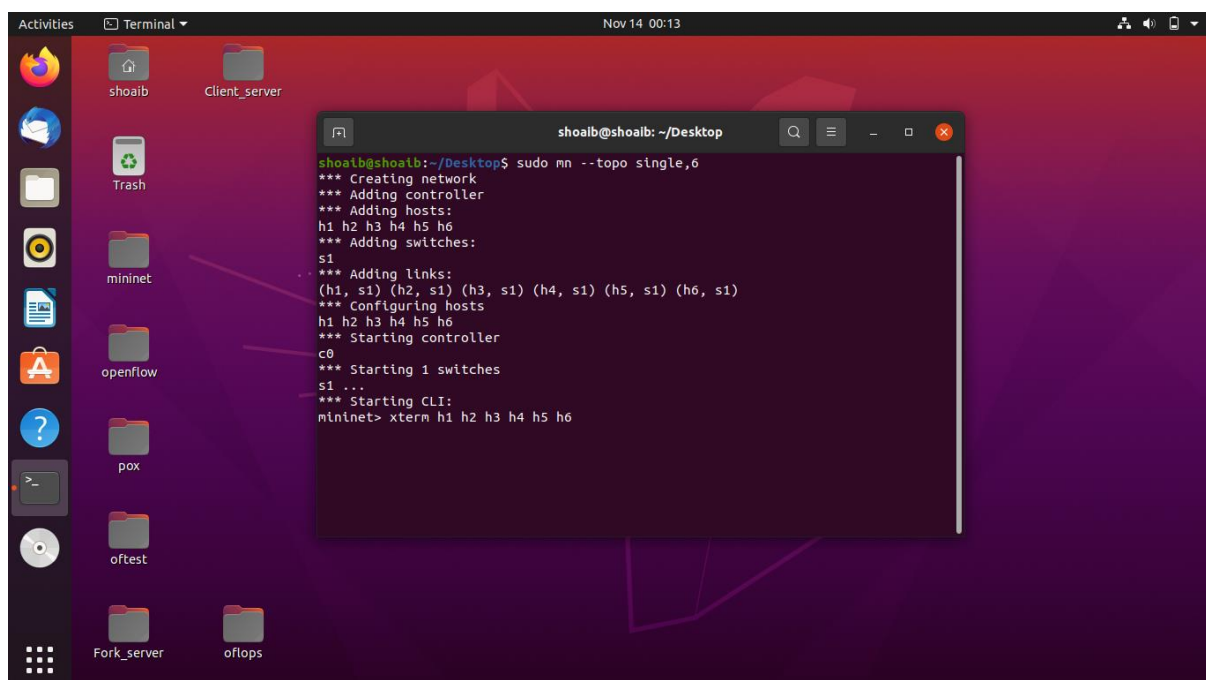 Activities Terminal Nov 14 00:13
shoaib Client_server
Trash
mininet
openflow
pox
oftest
Fork_server oflops
shoaib@shoaib: ~/Desktop
shoaib@shoaib:~/Desktop$ sudo mn --topo single,6
*** Creating network
*** Adding controller
*** Adding hosts:
h1 h2 h3 h4 h5 h6
*** Adding switches:
s1
*** Adding links:
(h1, s1) (h2, s1) (h3, s1) (h4, s1) (h5, s1) (h6, s1)
*** Configuring hosts
h1 h2 h3 h4 h5 h6
*** Starting controller
c0
*** Starting 1 switches
s1 ...
*** Starting CLI:
mininet> xterm h1 h2 h3 h4 h5 h6